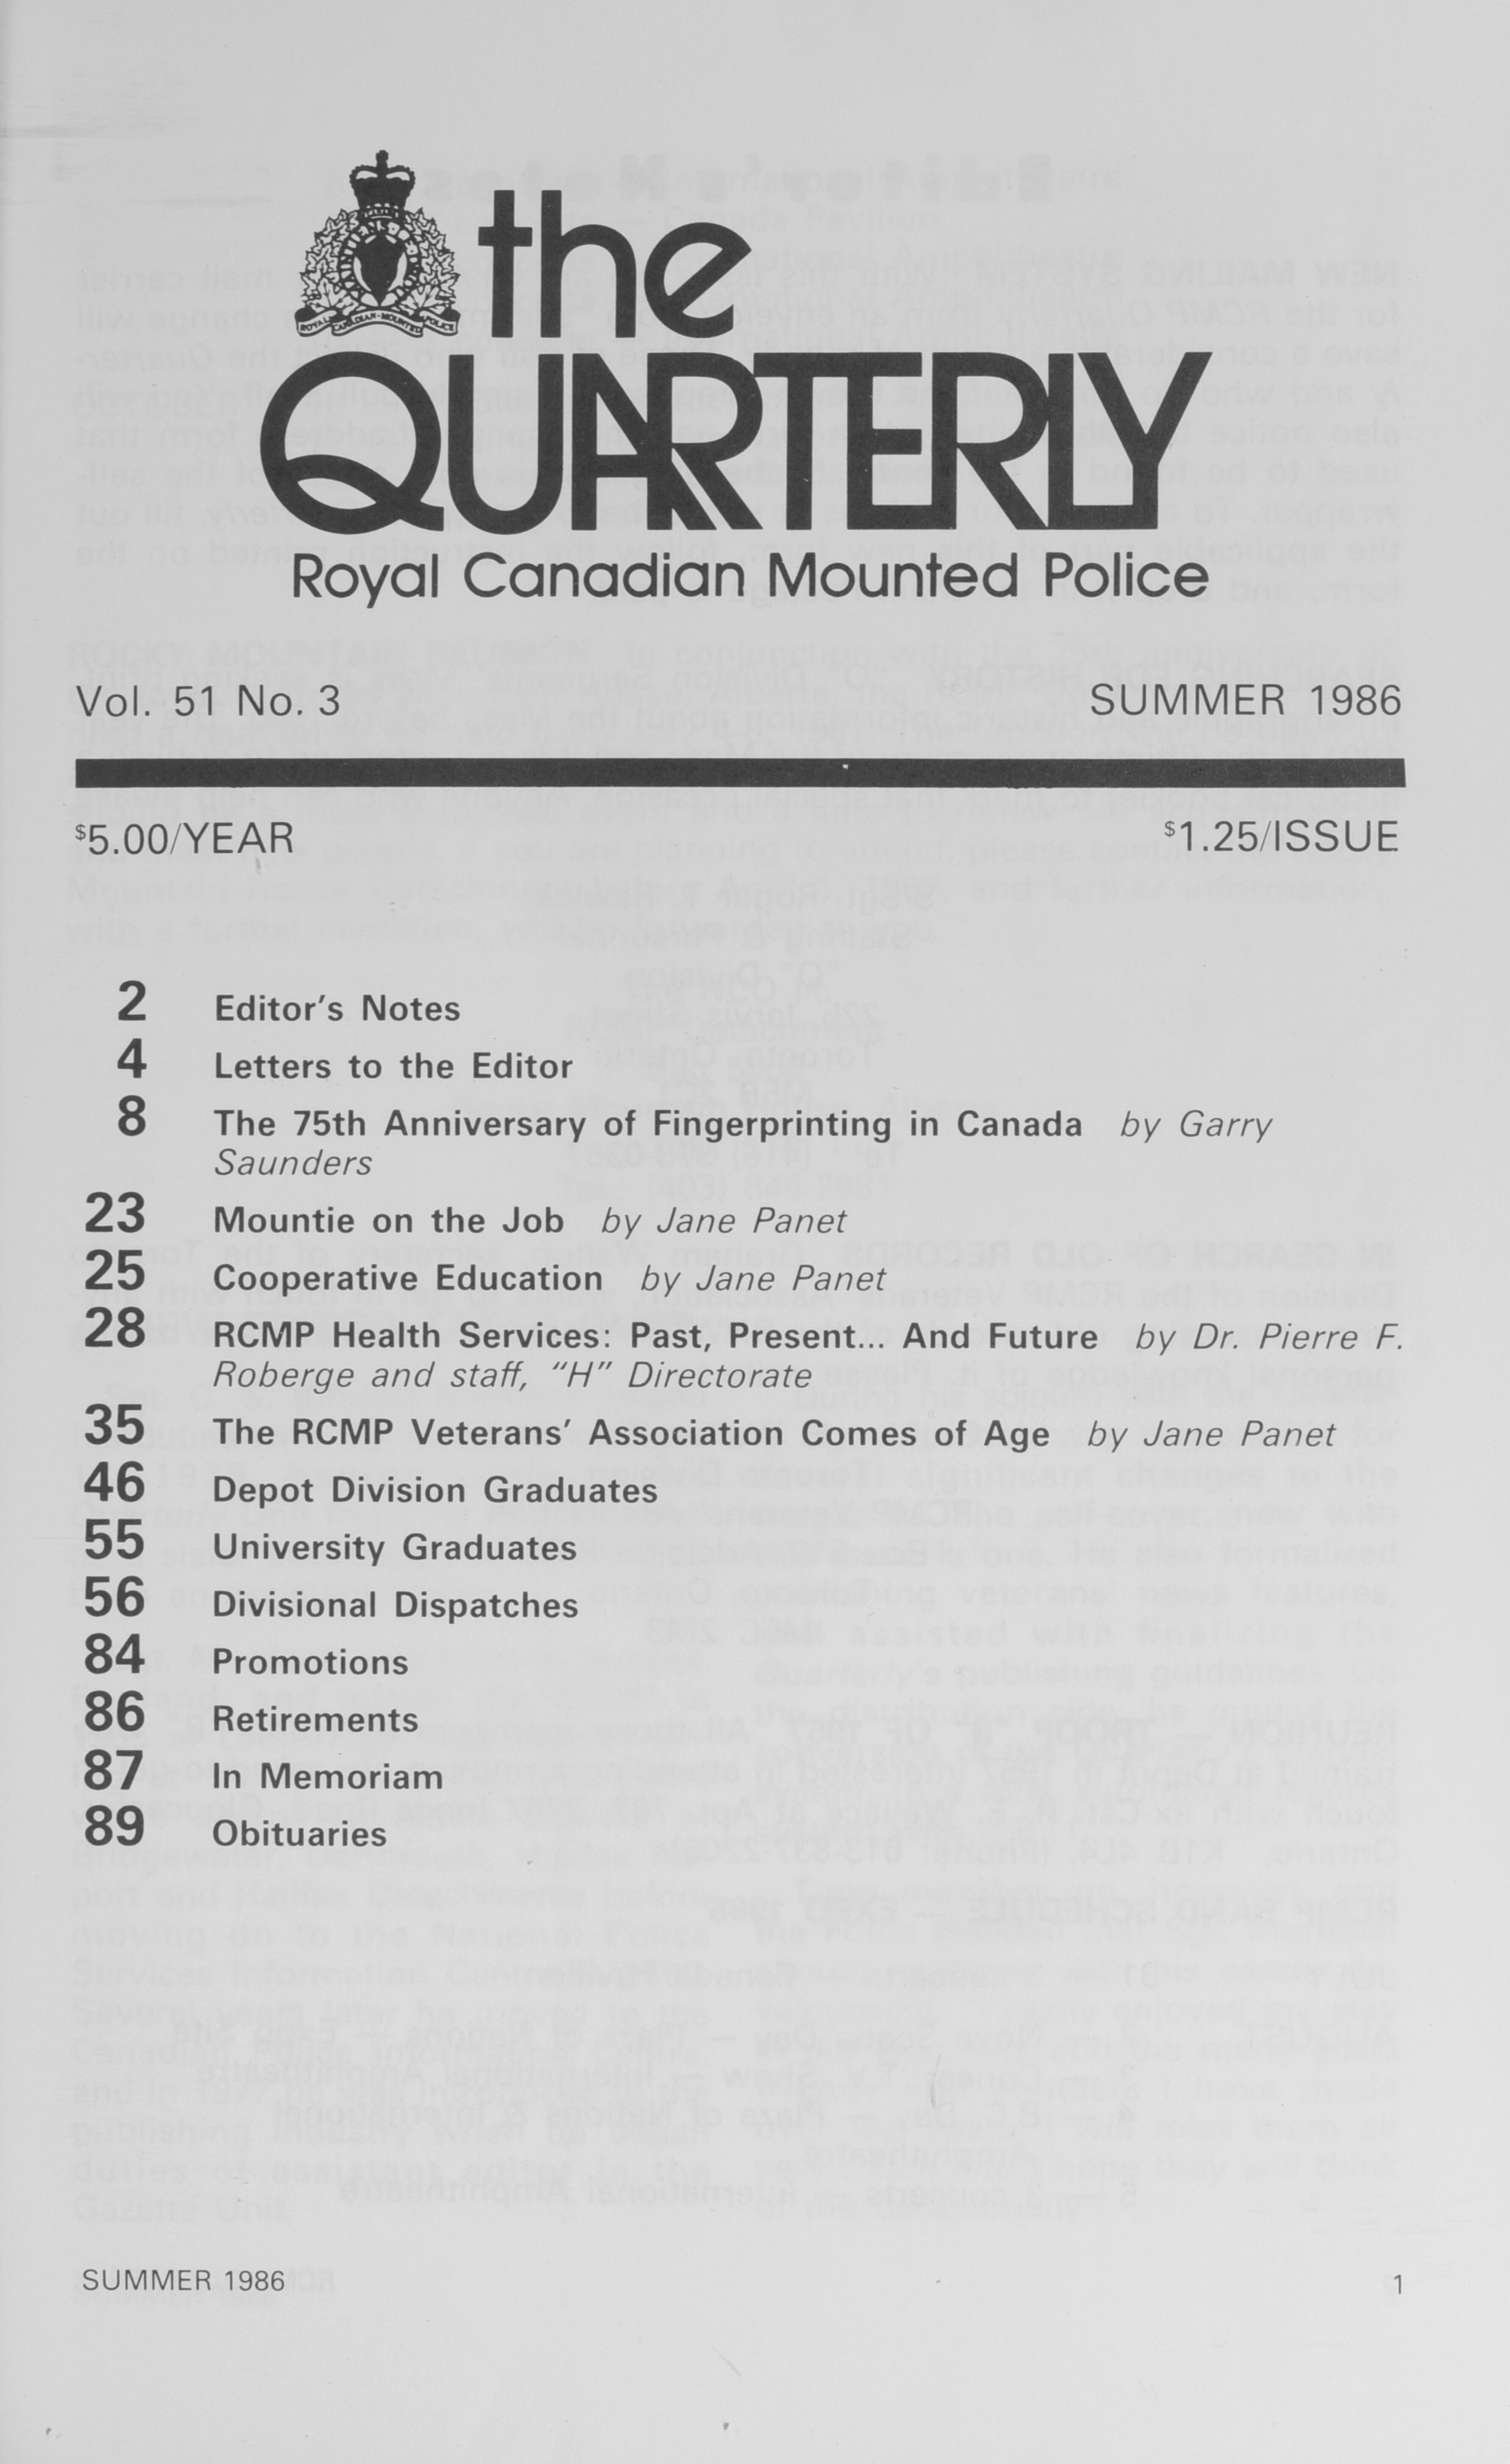 the
QUARTERLY
ROYAL CANADIAN MOUNTED POLICE
Royal Canadian Mounted Police
Vol. 51 No. 3 SUMMER 1986
$5.00/YEAR $1.25/ISSUE
2 Editor's Notes
4 Letters to the Editor
8 The 75th Anniversary of Fingerprinting in Canada by Garry
Saunders
23 Mountie on the Job by Jane Panet
25 Cooperative Education by Jane Panet
28 RCMP Health Services: Past, Present... And Future by Dr. Pierre F.
Roberge and staff, "H" Directorate
35 The RCMP Veterans' Association Comes of Age by Jane Panet
46 Depot Division Graduates
55 University Graduates
56 Divisional Dispatches
84 Promotions
86 Retirements
87 In Memoriam
89 Obituaries
SUMMER 1986 1